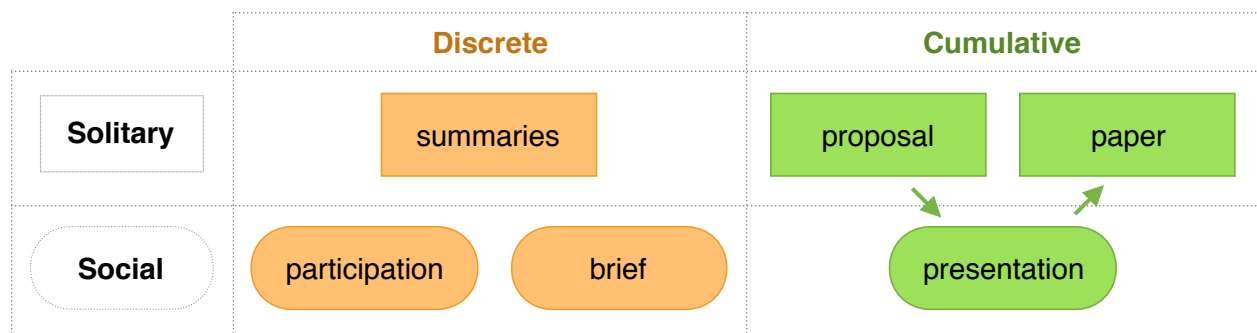 Discrete
Cumulative
Solitary
summaries
proposal
paper
Social
participation
brief
presentation